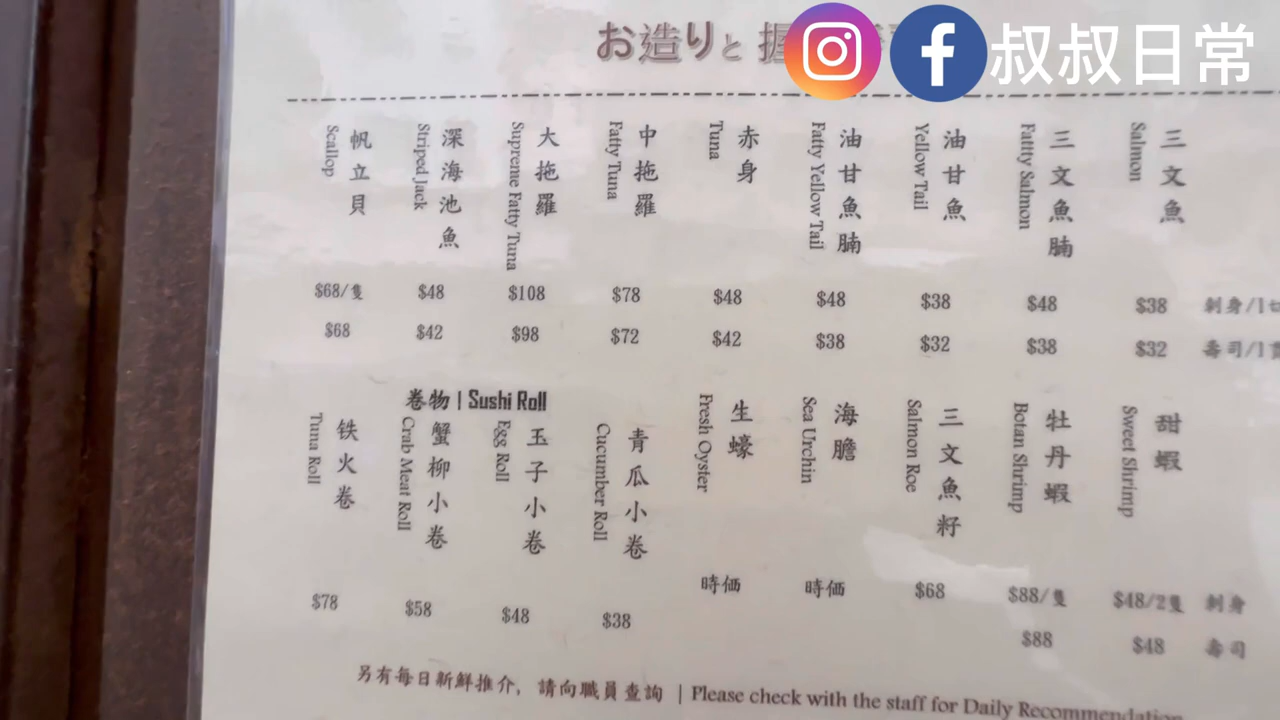 お造りと 握
叔叔日常
三文魚
Salmon
三文魚腩
Fattty Salmon
油甘魚
Yellow Tail
油甘魚腩
Fatty Yellow Tail
赤身
Tuna
中拖羅
Fatty Tuna
大拖羅
Supreme Fatty Tuna
深海池魚
Striped Jack
帆立貝
Scallop
$68/隻 $48 $108 $78 $48 $48 $38 $48 $38 刺身/1切
$68 $42 $98 $72 $42 $38 $32 $38 $32 壽司/1貫
甜蝦
Sweet Shrimp
牡丹蝦
Botan Shrimp
三文魚籽
Salmon Roe
海膽
Sea Urchin
生蠔
Fresh Oyster
時価 時価 $68 $88/隻 $48/2隻 刺身
$88 $48 壽司
卷物 | Sushi Roll
青瓜小卷
Cucumber Roll
玉子小卷
Egg Roll
蟹柳小卷
Crab Meat Roll
铁火卷
Tuna Roll
$78 $58 $48 $38
另有每日新鮮推介, 請向職員查詢 | Please check with the staff for Daily Recommendation